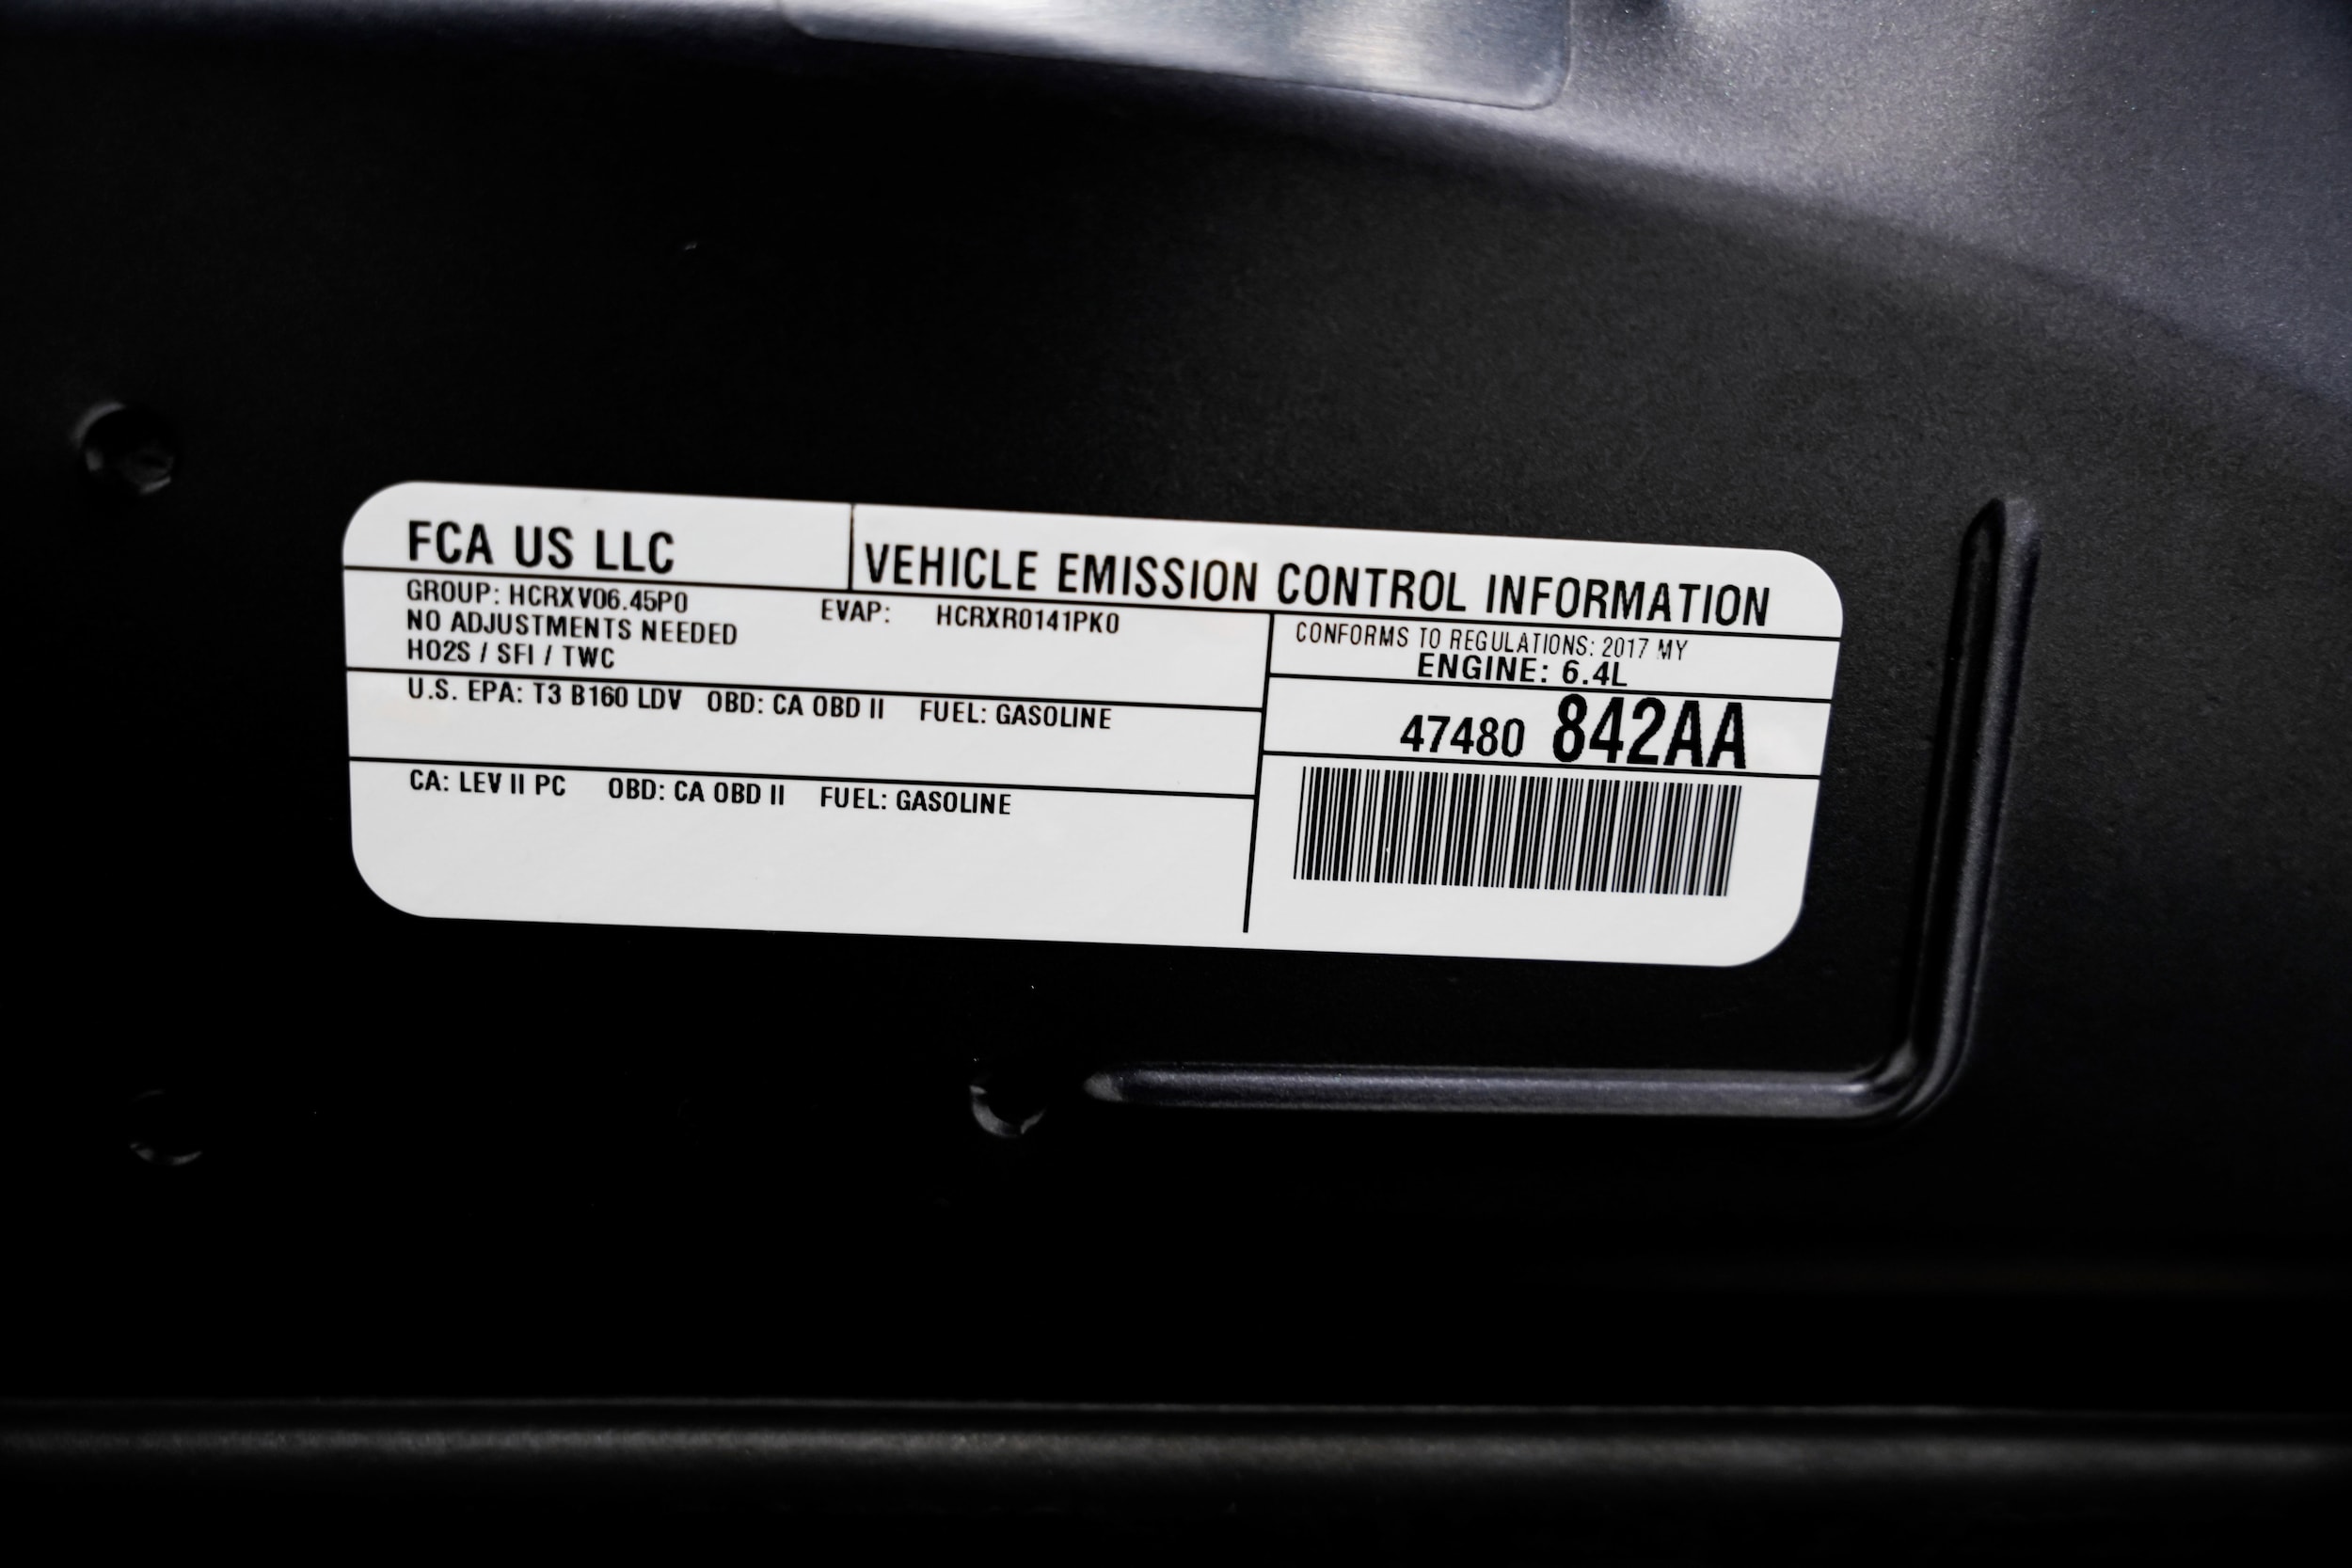 FCA US LLC
VEHICLE EMISSION CONTROL INFORMATION
GROUP: HCRXV06.45P0
EVAP: HCRXR0141PK0
NO ADJUSTMENTS NEEDED
HO2S / SFI / TWC
U.S. EPA: T3 B160 LDV OBD: CA OBD II FUEL: GASOLINE
CA: LEV II PC OBD: CA OBD II FUEL: GASOLINE
CONFORMS TO REGULATIONS: 2017 MY
ENGINE: 6.4L
47480 842AA